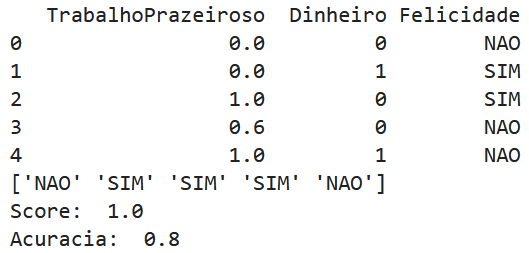 TrabalhoPrazeiroso Dinheiro Felicidade
0 0.0 0 NAO
1 0.0 1 SIM
2 1.0 0 SIM
3 0.6 0 NAO
4 1.0 1 NAO
['NAO' 'SIM' 'SIM' 'SIM' 'NAO']
Score: 1.0
Acuracia: 0.8